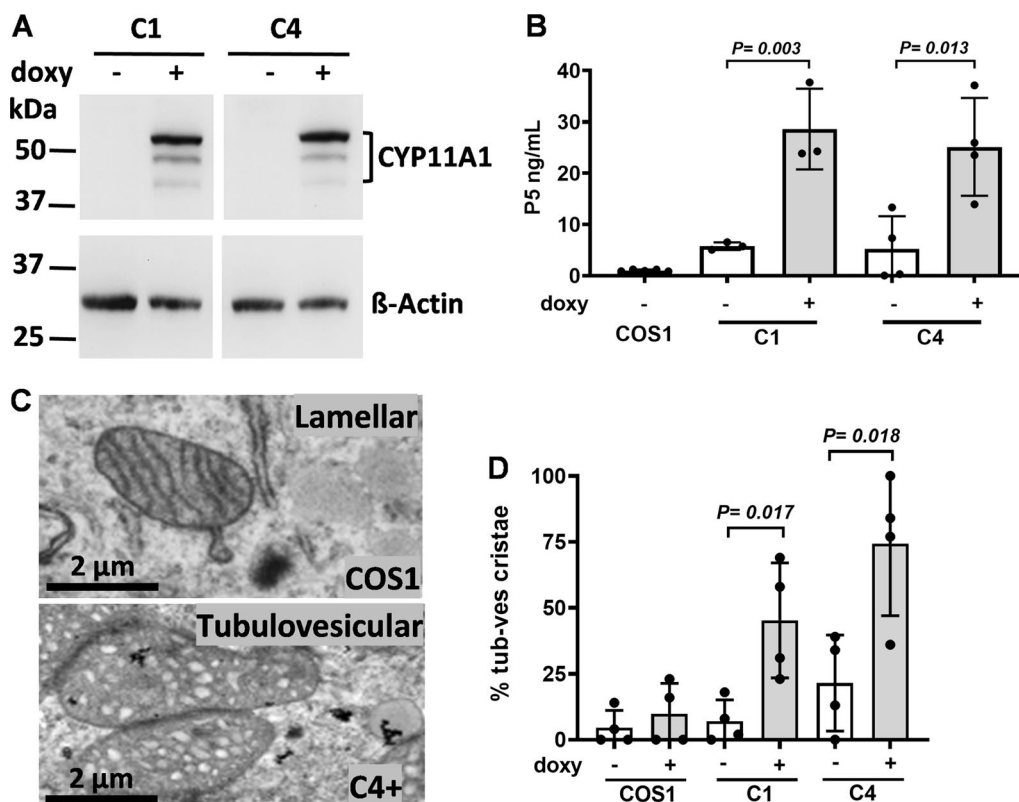 A
C1 C4
doxy - + - +
kDa
50
37
CYP11A1
37
25
ß-Actin
B
P= 0.003 P= 0.013
P5 ng/mL
40
30
20
10
0
doxy - - + - +
COS1 C1 C4
C
Lamellar
2 μm
COS1
Tubulovesicular
2 μm
C4+
D
P= 0.018
P= 0.017
% tub-ves cristae
100
75
50
25
0
doxy - + - + - +
COS1 C1 C4